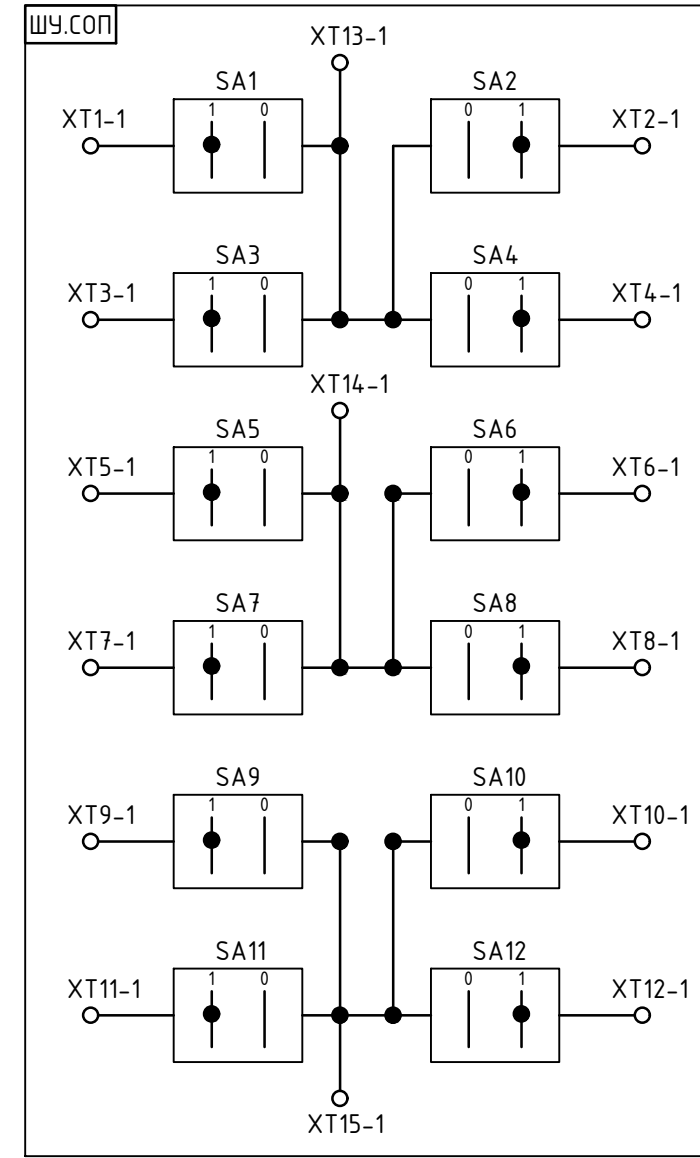 ШУ.СОП
XT13-1
SA1 SA2
XT1-1 1 0 0 1 XT2-1
SA3 SA4
XT3-1 1 0 0 1 XT4-1
XT14-1
SA5 SA6
XT5-1 1 0 0 1 XT6-1
SA7 SA8
XT7-1 1 0 0 1 XT8-1
SA9 SA10
XT9-1 1 0 0 1 XT10-1
SA11 SA12
XT11-1 1 0 0 1 XT12-1
XT15-1